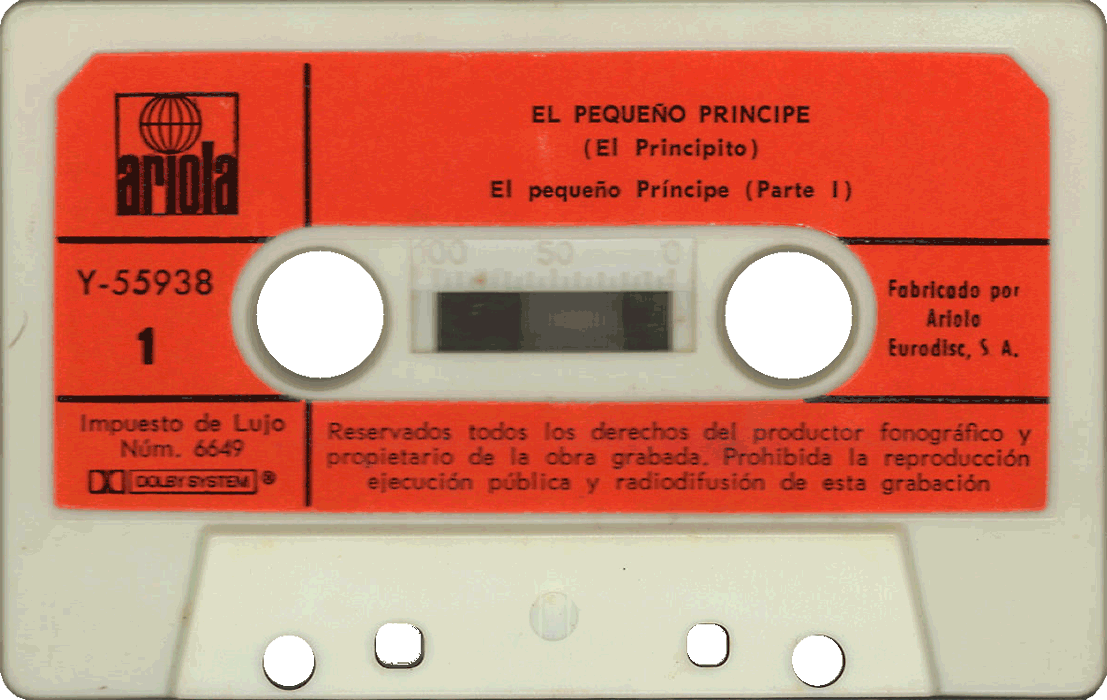 ariola
EL PEQUEÑO PRINCIPE
(El Principito)
El pequeño Príncipe (Parte I)
Y-55938
1
100 50 0
Fabricado por
Ariola
Eurodisc, S A.
Impuesto de Lujo
Núm. 6649
DOLBY SYSTEM ®
Reservados todos los derechos del productor fonográfico y
propietario de la obra grabada. Prohibida la reproducción
ejecución pública y radiodifusión de esta grabación